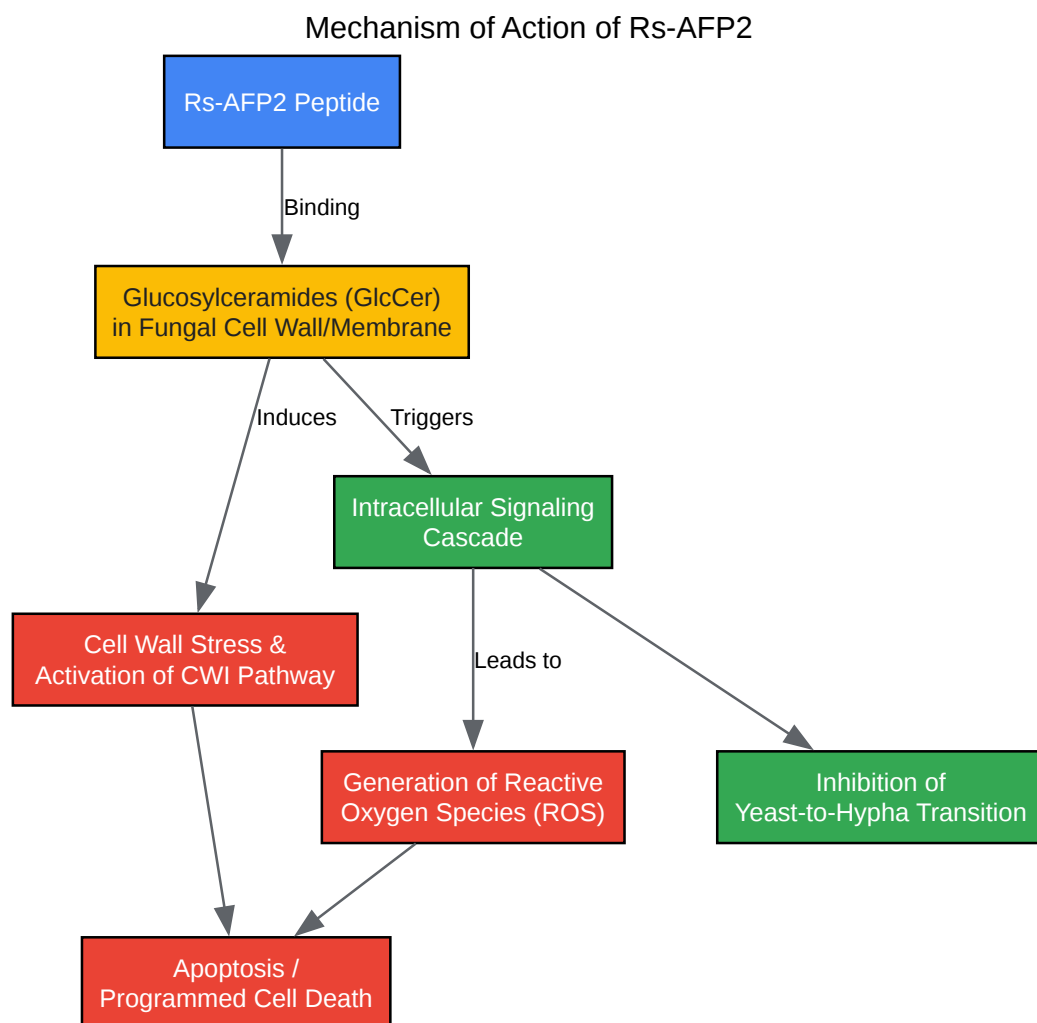 Mechanism of Action of Rs-AFP2
Rs-AFP2 Peptide
Binding
Glucosylceramides (GlcCer)
in Fungal Cell Wall/Membrane
Induces
Triggers
Intracellular Signaling
Cascade
Cell Wall Stress &
Activation of CWI Pathway
Leads to
Generation of Reactive
Oxygen Species (ROS)
Inhibition of
Yeast-to-Hypha Transition
Apoptosis /
Programmed Cell Death